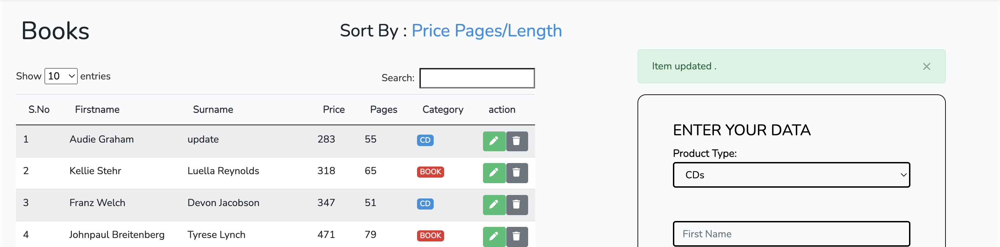 Books
Sort By : Price Pages/Length
Show 10 entries
Search:
S.No Firstname Surname Price Pages Category action
1 Audie Graham update 283 55 CD
2 Kellie Stehr Luella Reynolds 318 65 BOOK
3 Franz Welch Devon Jacobson 347 51 CD
4 Johnpaul Breitenberg Tyrese Lynch 471 79 BOOK
Item updated . ×
ENTER YOUR DATA
Product Type:
CDs
First Name